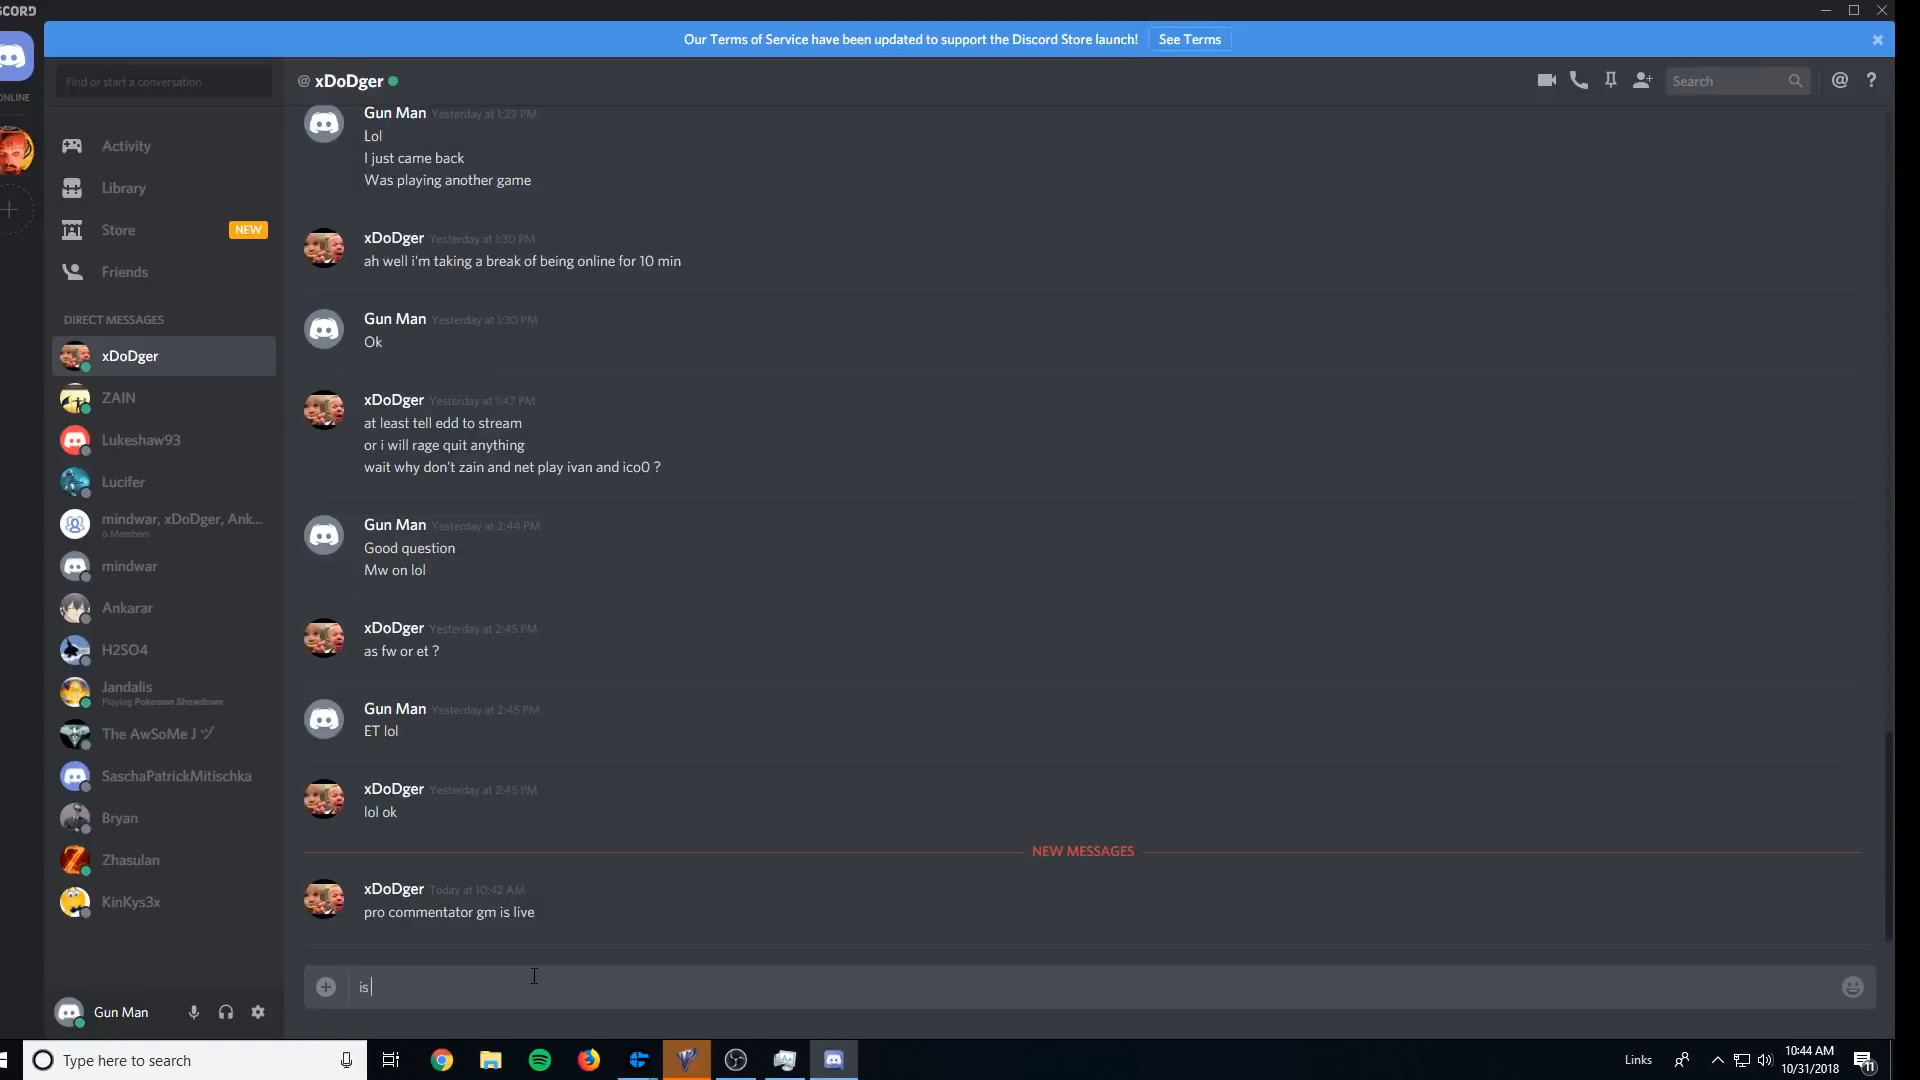 SCORD
Our Terms of Service have been updated to support the Discord Store launch! See Terms
ONLINE
Find or start a conversation
Activity
Library
Store NEW
Friends
DIRECT MESSAGES
xDoDger
ZAIN
Lukeshaw93
Lucifer
mindwar, xDoDger, Ank...
6 Members
mindwar
Ankarar
H2SO4
Jandalis
Playing Pokemon Showdown
The AwSoMe J ヅ
SaschaPatrickMitischka
Bryan
Zhasulan
KinKys3x
Gun Man
@ xDoDger
Search
Gun Man Yesterday at 1:29 PM
Lol
I just came back
Was playing another game
xDoDger Yesterday at 1:30 PM
ah well i'm taking a break of being online for 10 min
Gun Man Yesterday at 1:30 PM
Ok
xDoDger Yesterday at 1:47 PM
at least tell edd to stream
or i will rage quit anything
wait why don't zain and net play ivan and ico0 ?
Gun Man Yesterday at 2:44 PM
Good question
Mw on lol
xDoDger Yesterday at 2:45 PM
as fw or et ?
Gun Man Yesterday at 2:45 PM
ET lol
xDoDger Yesterday at 2:45 PM
lol ok
NEW MESSAGES
xDoDger Today at 10:42 AM
pro commentator gm is live
is
Type here to search
Links
10:44 AM
10/31/2018
11